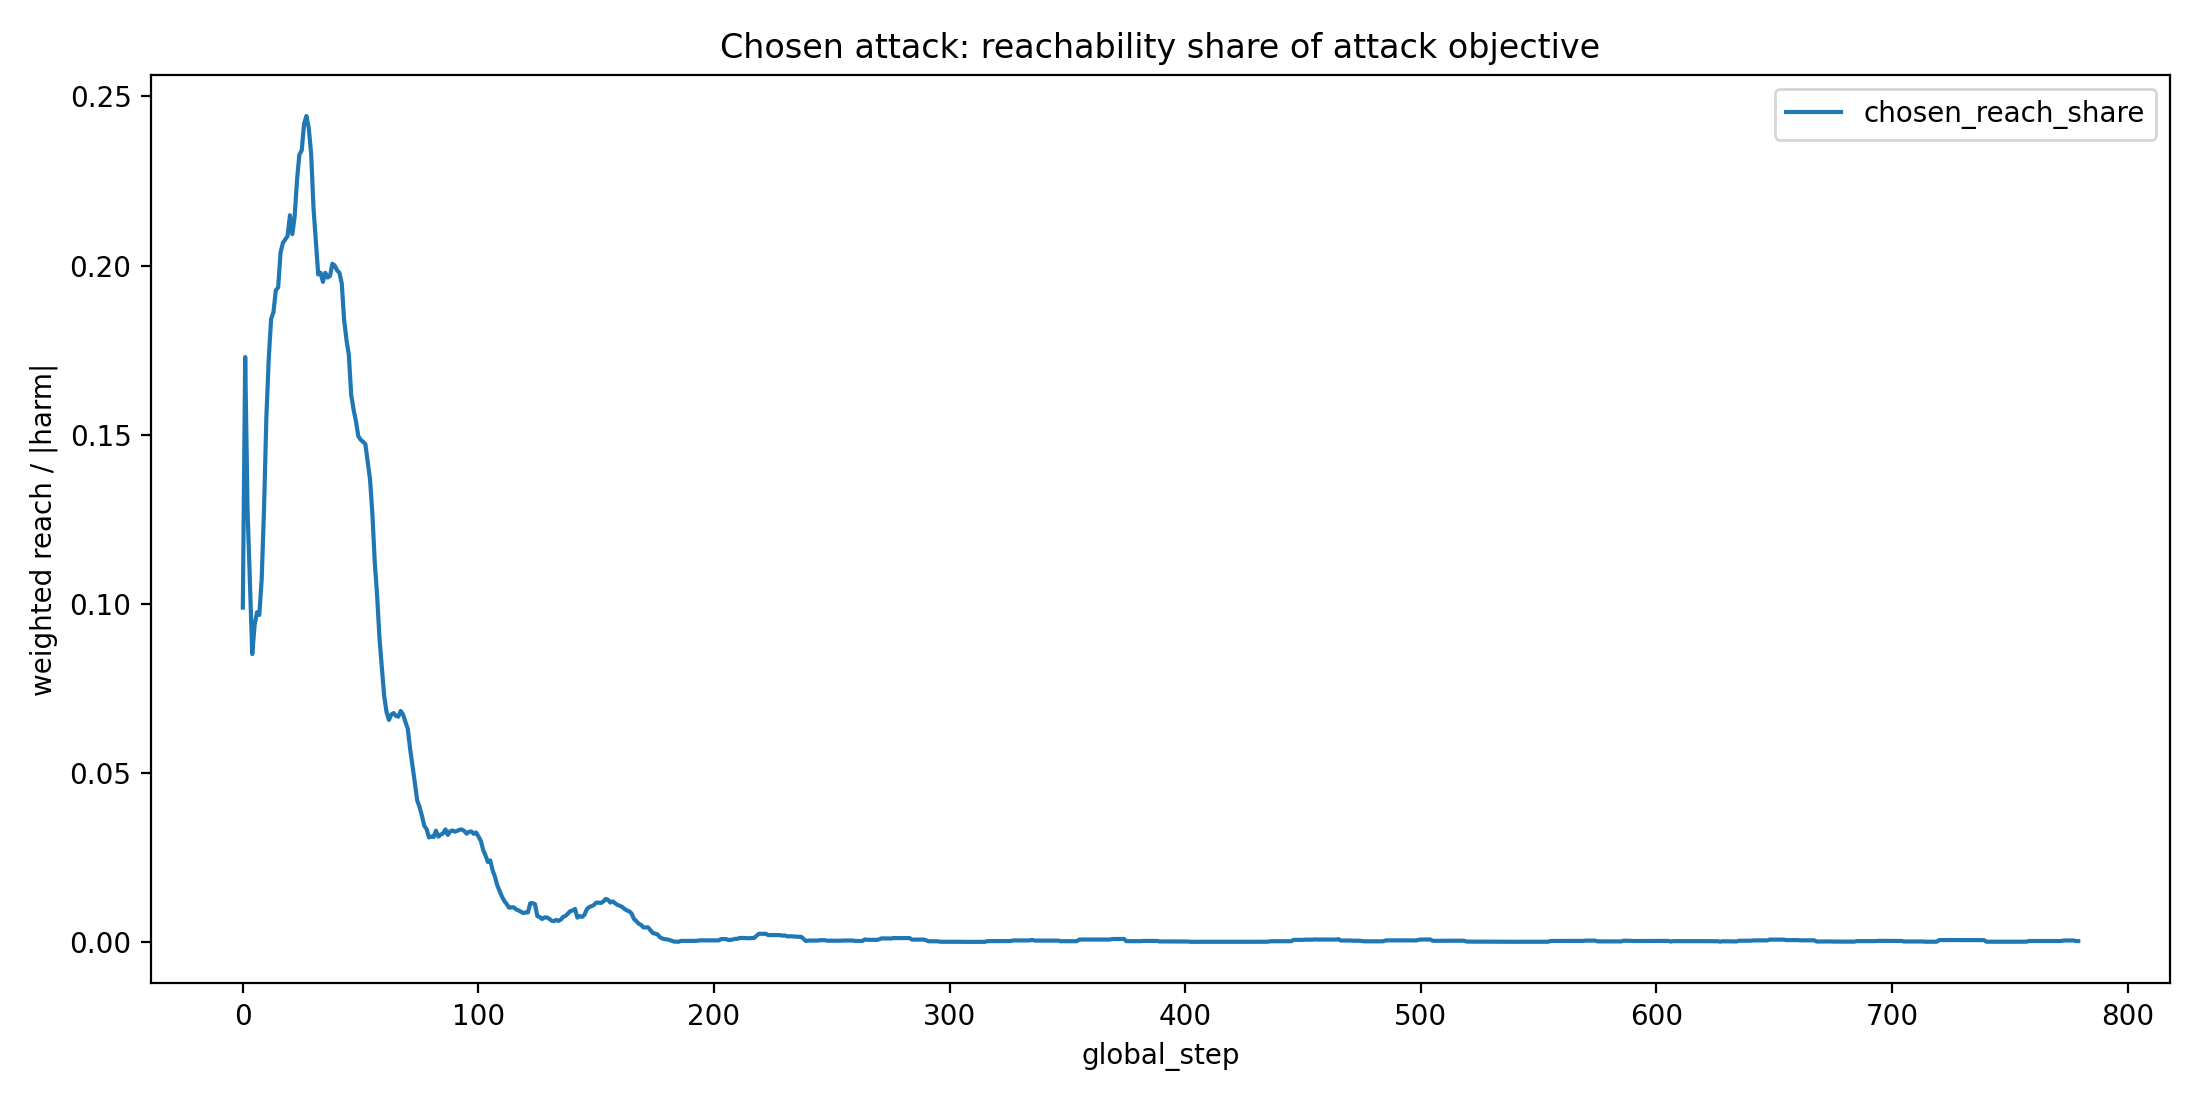 Chosen attack: reachability share of attack objective
chosen_reach_share
weighted reach / |harm|
0.25
0.20
0.15
0.10
0.05
0.00
0 100 200 300 400 500 600 700 800
global_step